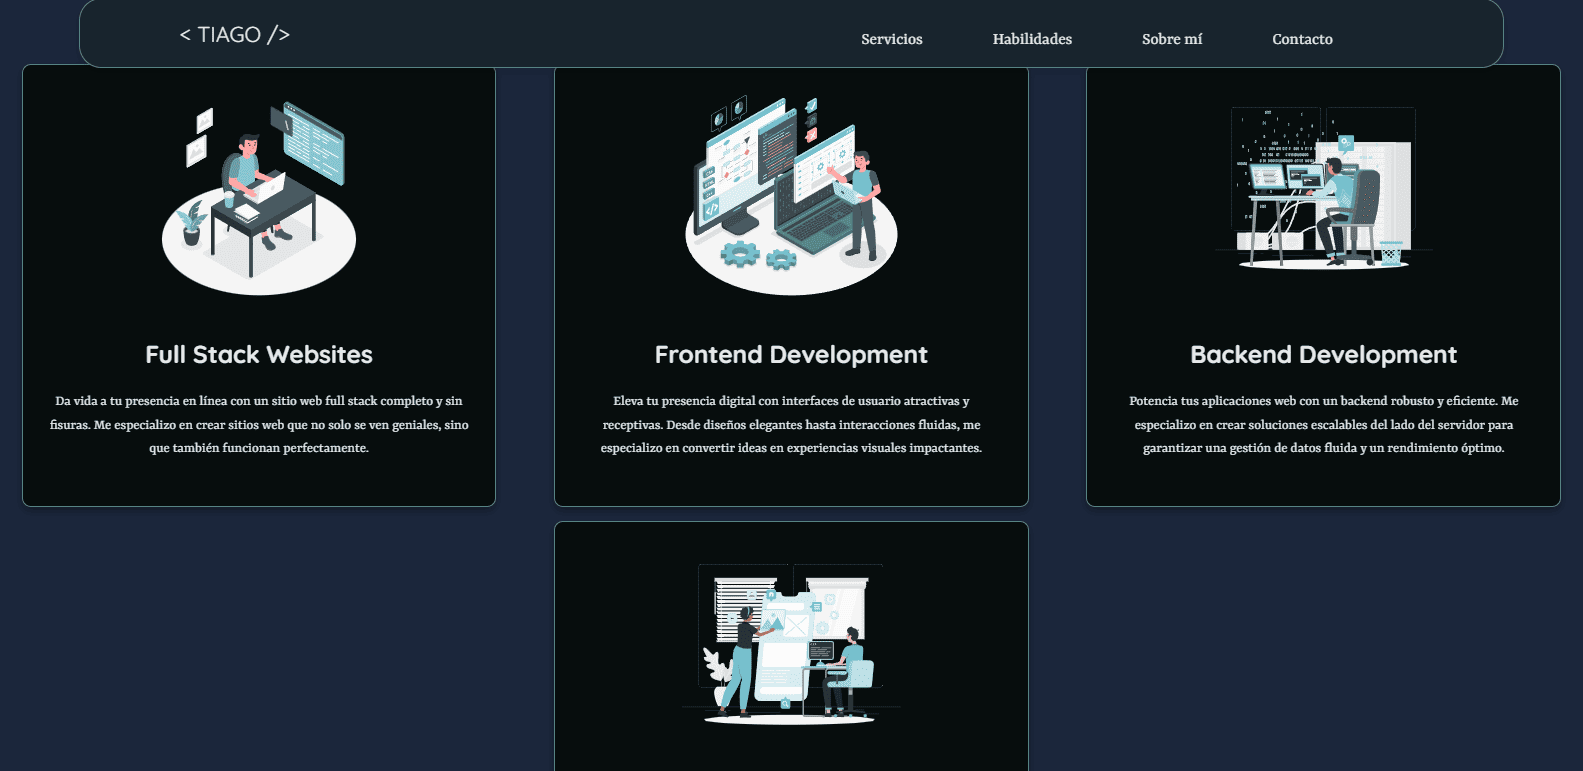 < TIAGO />
Servicios
Habilidades
Sobre mí
Contacto
Full Stack Websites
Da vida a tu presencia en línea con un sitio web full stack completo y sin
fisuras. Me especializo en crear sitios web que no solo se ven geniales, sino
que también funcionan perfectamente.
Frontend Development
Eleva tu presencia digital con interfaces de usuario atractivas y
receptivas. Desde diseños elegantes hasta interacciones fluidas, me
especializo en convertir ideas en experiencias visuales impactantes.
Backend Development
Potencia tus aplicaciones web con un backend robusto y eficiente. Me
especializo en crear soluciones escalables del lado del servidor para
garantizar una gestión de datos fluida y un rendimiento óptimo.